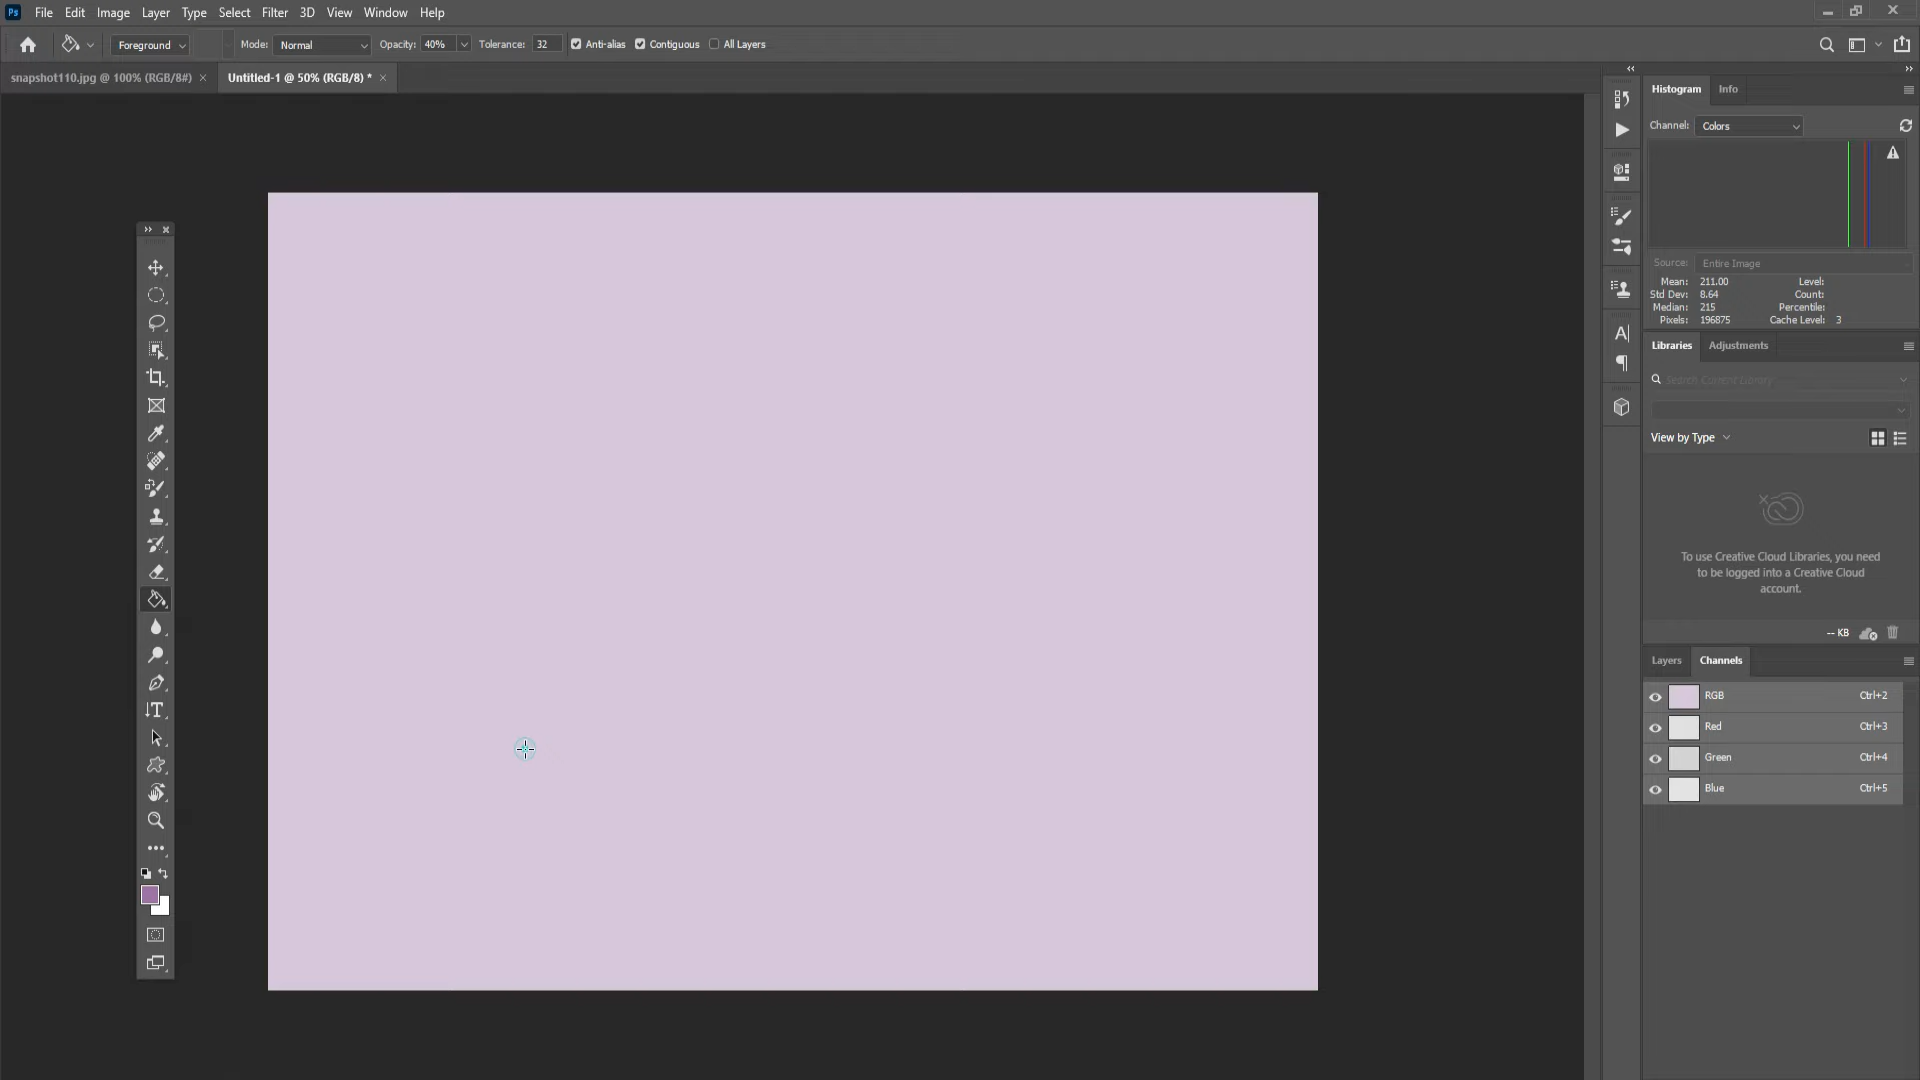 Ps File Edit Image Layer Type Select Filter 3D View Window Help
Foreground Mode: Normal Opacity: 40% Tolerance: 32 Anti-alias Contiguous All Layers
snapshot110.jpg @ 100% (RGB/8#) Untitled-1 @ 50% (RGB/8) *
Histogram Info
Channel: Colors
Source: Entire Image
Mean: 211.00 Level:
Std Dev: 8.64 Count:
Median: 215 Percentile:
Pixels: 196875 Cache Level: 3
Libraries Adjustments
Search Current Library
View by Type
To use Creative Cloud Libraries, you need
to be logged into a Creative Cloud
account.
-- KB
Layers Channels
RGB Ctrl+2
Red Ctrl+3
Green Ctrl+4
Blue Ctrl+5